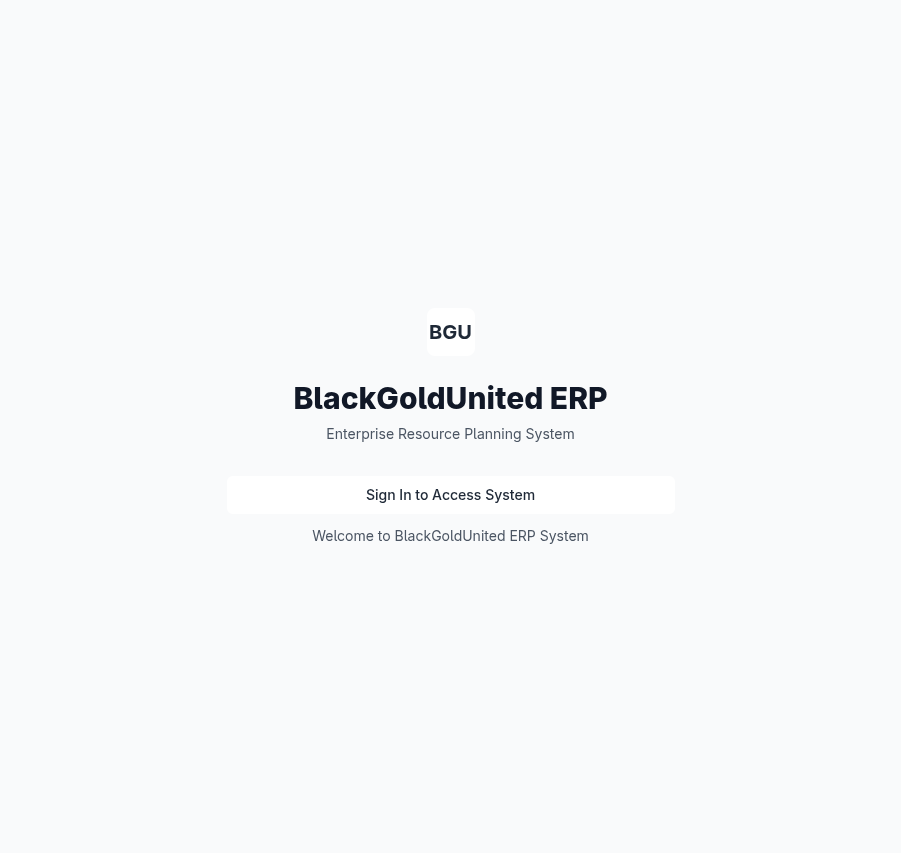 BGU
BlackGoldUnited ERP
Enterprise Resource Planning System
Sign In to Access System
Welcome to BlackGoldUnited ERP System